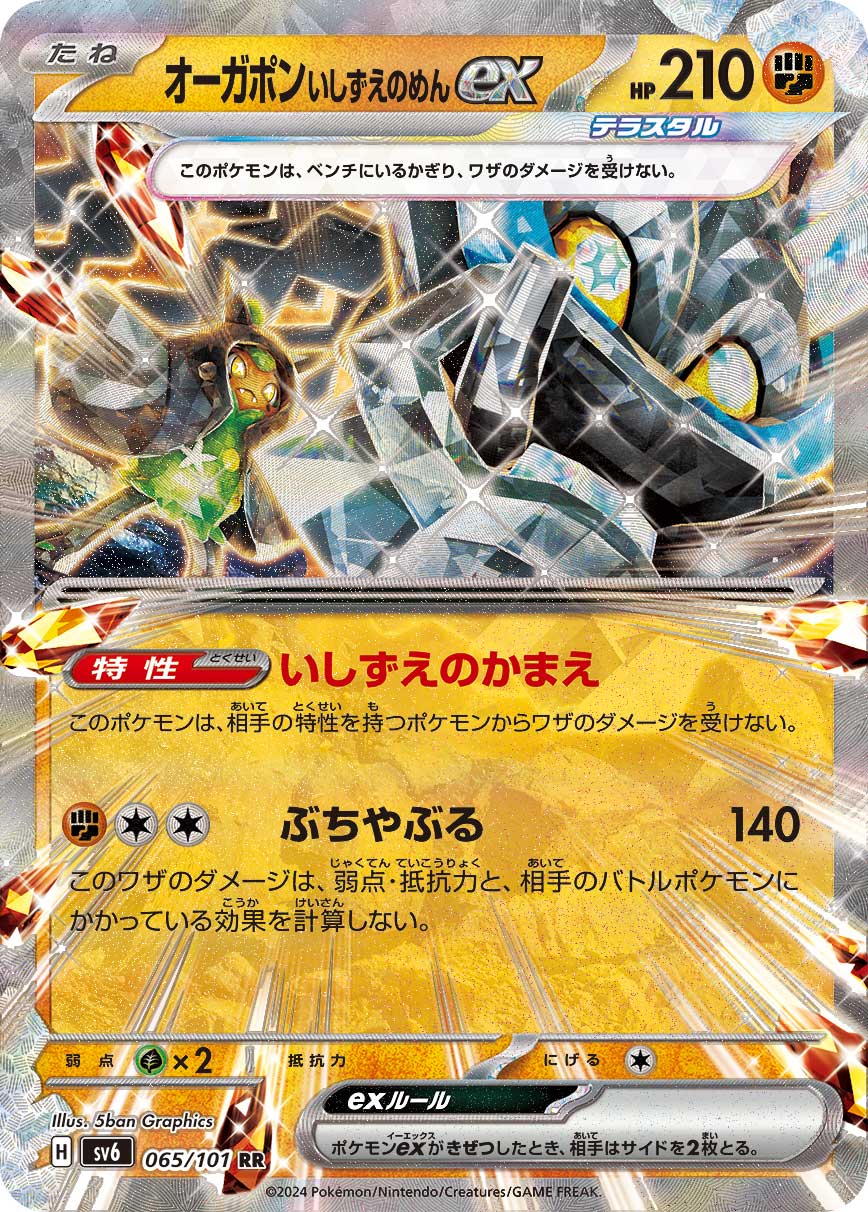 たね
オーガポン いしずえのめん ex HP 210
テラスタル
このポケモンは、ベンチにいるかぎり、ワザのダメージを受けない。
特性 とくせい いしずえのかまえ
このポケモンは、相手の特性を持つポケモンからワザのダメージを受けない。
ぶちやぶる 140
このワザのダメージは、弱点・抵抗力と、相手のバトルポケモンに
かかっている効果を計算しない。
弱点 ×2 抵抗力 にげる
exルール
ポケモンexがきぜつしたとき、相手はサイドを2枚とる。
Illus. 5ban Graphics
H sv6 065/101 RR
©2024 Pokémon/Nintendo/Creatures/GAME FREAK.